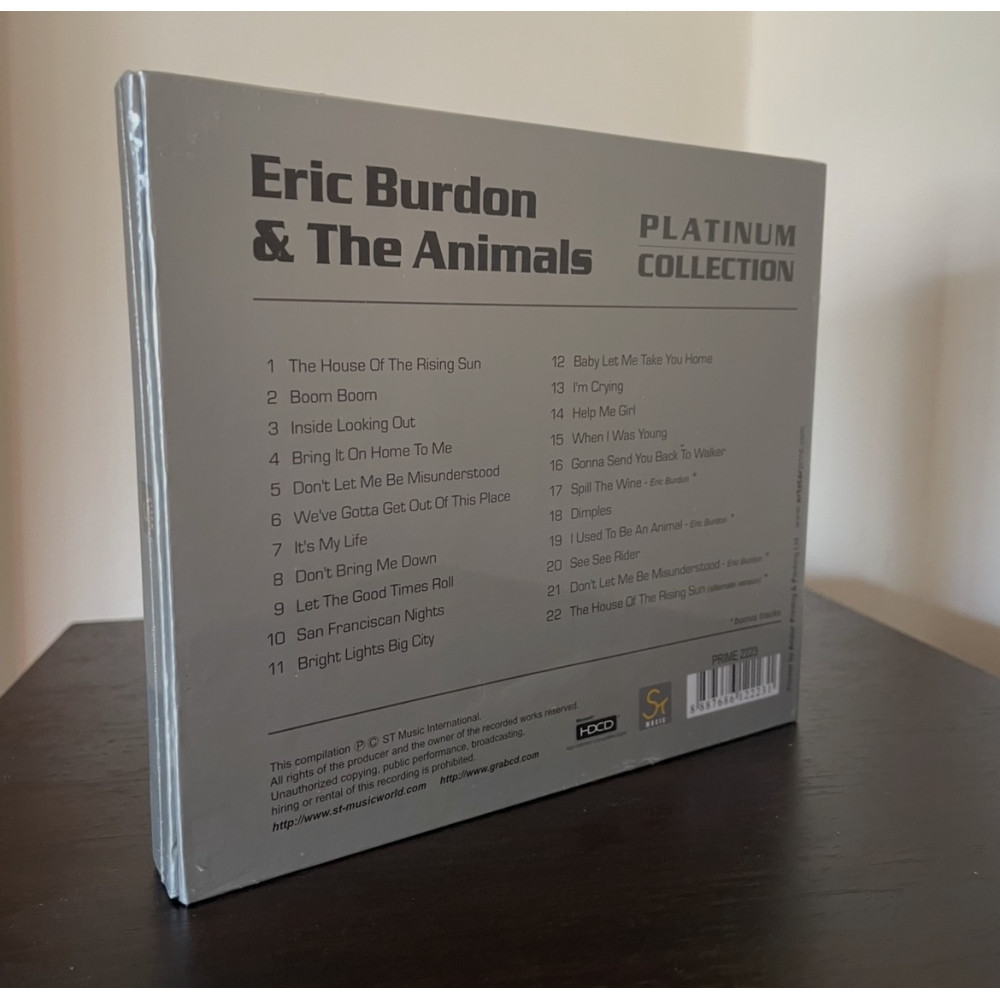 Eric Burdon
& The Animals
PLATINUM
COLLECTION
1 The House Of The Rising Sun
2 Boom Boom
3 Inside Looking Out
4 Bring It On Home To Me
5 Don't Let Me Be Misunderstood
6 We've Gotta Get Out Of This Place
7 It's My Life
8 Don't Bring Me Down
9 Let The Good Times Roll
10 San Franciscan Nights
11 Bright Lights Big City
12 Baby Let Me Take You Home
13 I'm Crying
14 Help Me Girl
15 When I Was Young
16 Gonna Send You Back To Walker
17 Spill The Wine - Eric Burdon *
18 Dimples
19 I Used To Be An Animal - Eric Burdon *
20 See See Rider
21 Don't Let Me Be Misunderstood - Eric Burdon *
22 The House Of The Rising Sun (alternate version) *
* bonus tracks
This compilation ℗ © ST Music International.
All rights of the producer and the owner of the recorded works reserved.
Unauthorized copying, public performance, broadcasting,
hiring or rental of this recording is prohibited.
http://www.st-musicworld.com http://www.grabcd.com
HDCD
ST
MUSIC
PRIME 2223
8 887686 122231